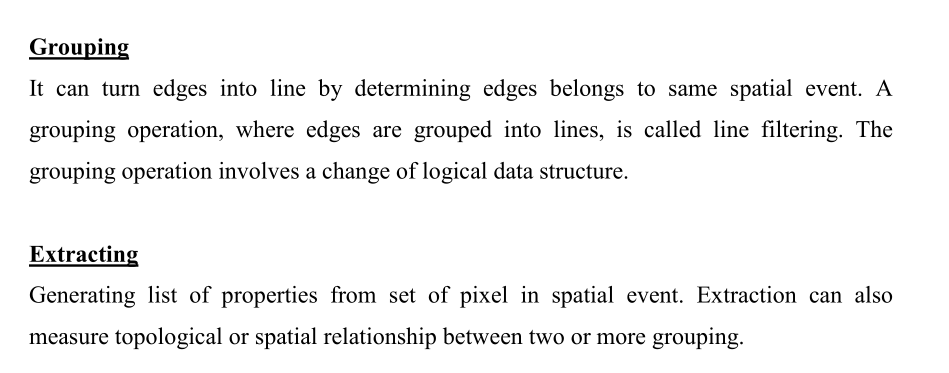 Grouping
It can turn edges into line by determining edges belongs to same spatial event. A
grouping operation, where edges are grouped into lines, is called line filtering. The
grouping operation involves a change of logical data structure.
Extracting
Generating list of properties from set of pixel in spatial event. Extraction can also
measure topological or spatial relationship between two or more grouping.